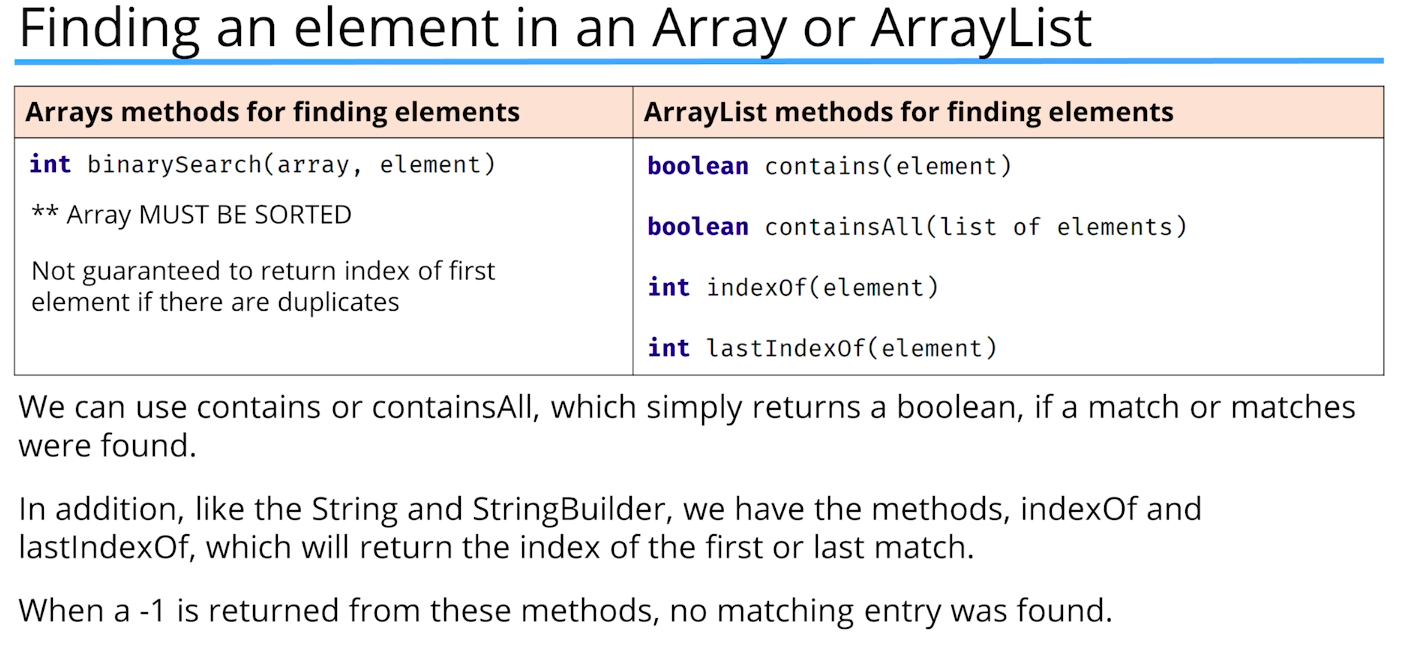 Finding an element in an Array or ArrayList
Arrays methods for finding elements
ArrayList methods for finding elements
int binarySearch(array, element)
** Array MUST BE SORTED
Not guaranteed to return index of first
element if there are duplicates
boolean contains(element)
boolean containsAll(list of elements)
int indexOf(element)
int lastIndexOf(element)
We can use contains or containsAll, which simply returns a boolean, if a match or matches
were found.
In addition, like the String and StringBuilder, we have the methods, indexOf and
lastIndexOf, which will return the index of the first or last match.
When a -1 is returned from these methods, no matching entry was found.